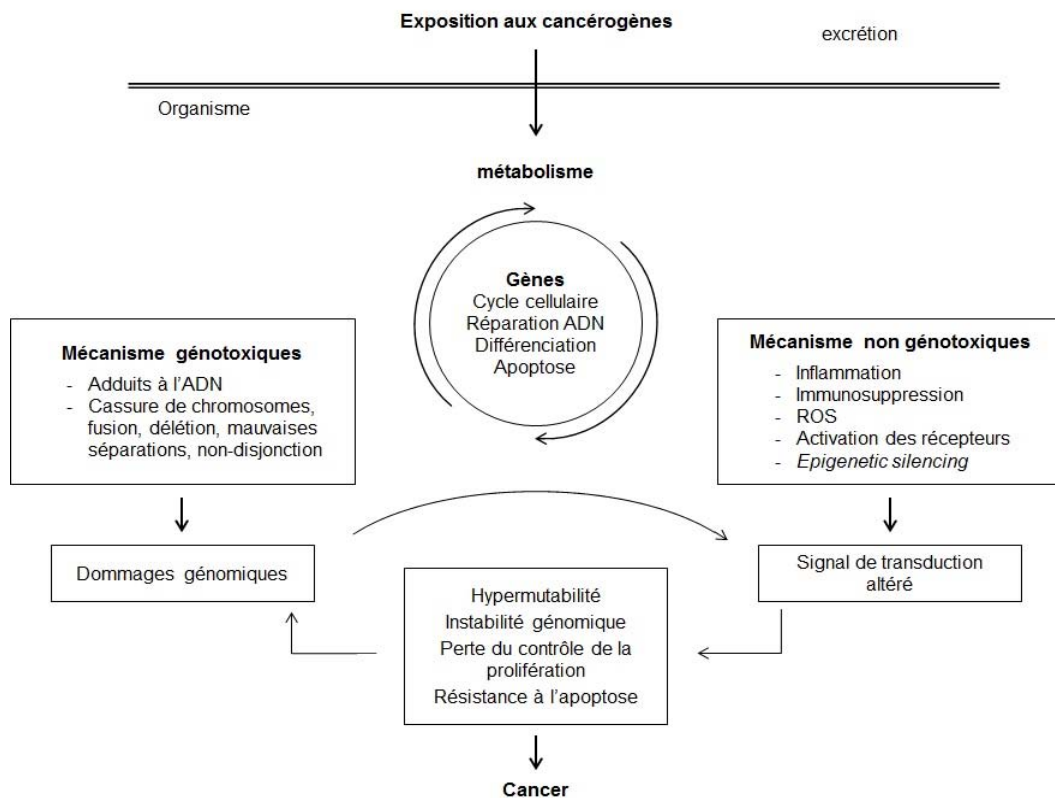 Exposition aux cancérogènes
excrétion
Organisme
métabolisme
Gènes
Cycle cellulaire
Réparation ADN
Différenciation
Apoptose
Mécanisme génotoxiques
- Adduits à l'ADN
- Cassure de chromosomes,
fusion, délétion, mauvaises
séparations, non-disjonction
Mécanisme non génotoxiques
- Inflammation
- Immunosuppression
- ROS
- Activation des récepteurs
- Epigenetic silencing
Dommages génomiques
Signal de transduction
altéré
Hypermutabilité
Instabilité génomique
Perte du contrôle de la
prolifération
Résistance à l'apoptose
Cancer